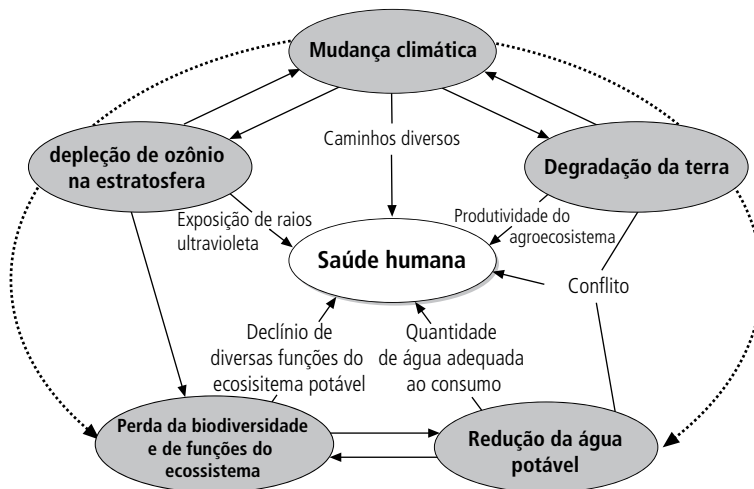 Mudança climática
Caminhos diversos
depleção de ozônio
na estratosfera
Degradação da terra
Exposição de raios
ultravioleta
Produtividade do
agroecosistema
Saúde humana
Conflito
Declínio de
diversas funções do
ecosisitema potável
Quantidade
de água adequada
ao consumo
Perda da biodiversidade
e de funções do
ecossistema
Redução da água
potável